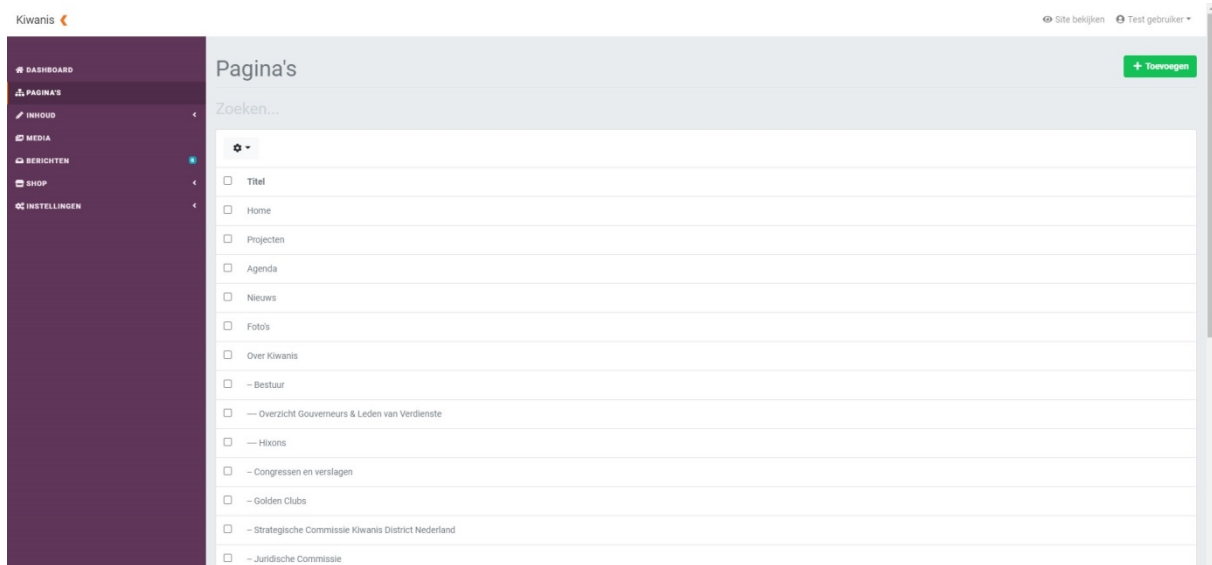 Kiwanis
Site bekijken
Test gebruiker
DASHBOARD
PAGINA'S
INHOUD
MEDIA
BERICHTEN
SHOP
INSTELLINGEN
Pagina's
+ Toevoegen
Zoeken...
Titel
Home
Projecten
Agenda
Nieuws
Foto's
Over Kiwanis
-- Bestuur
---- Overzicht Gouverneurs & Leden van Verdienste
---- Hixons
-- Congressen en verslagen
-- Golden Clubs
-- Strategische Commissie Kiwanis District Nederland
-- Juridische Commissie